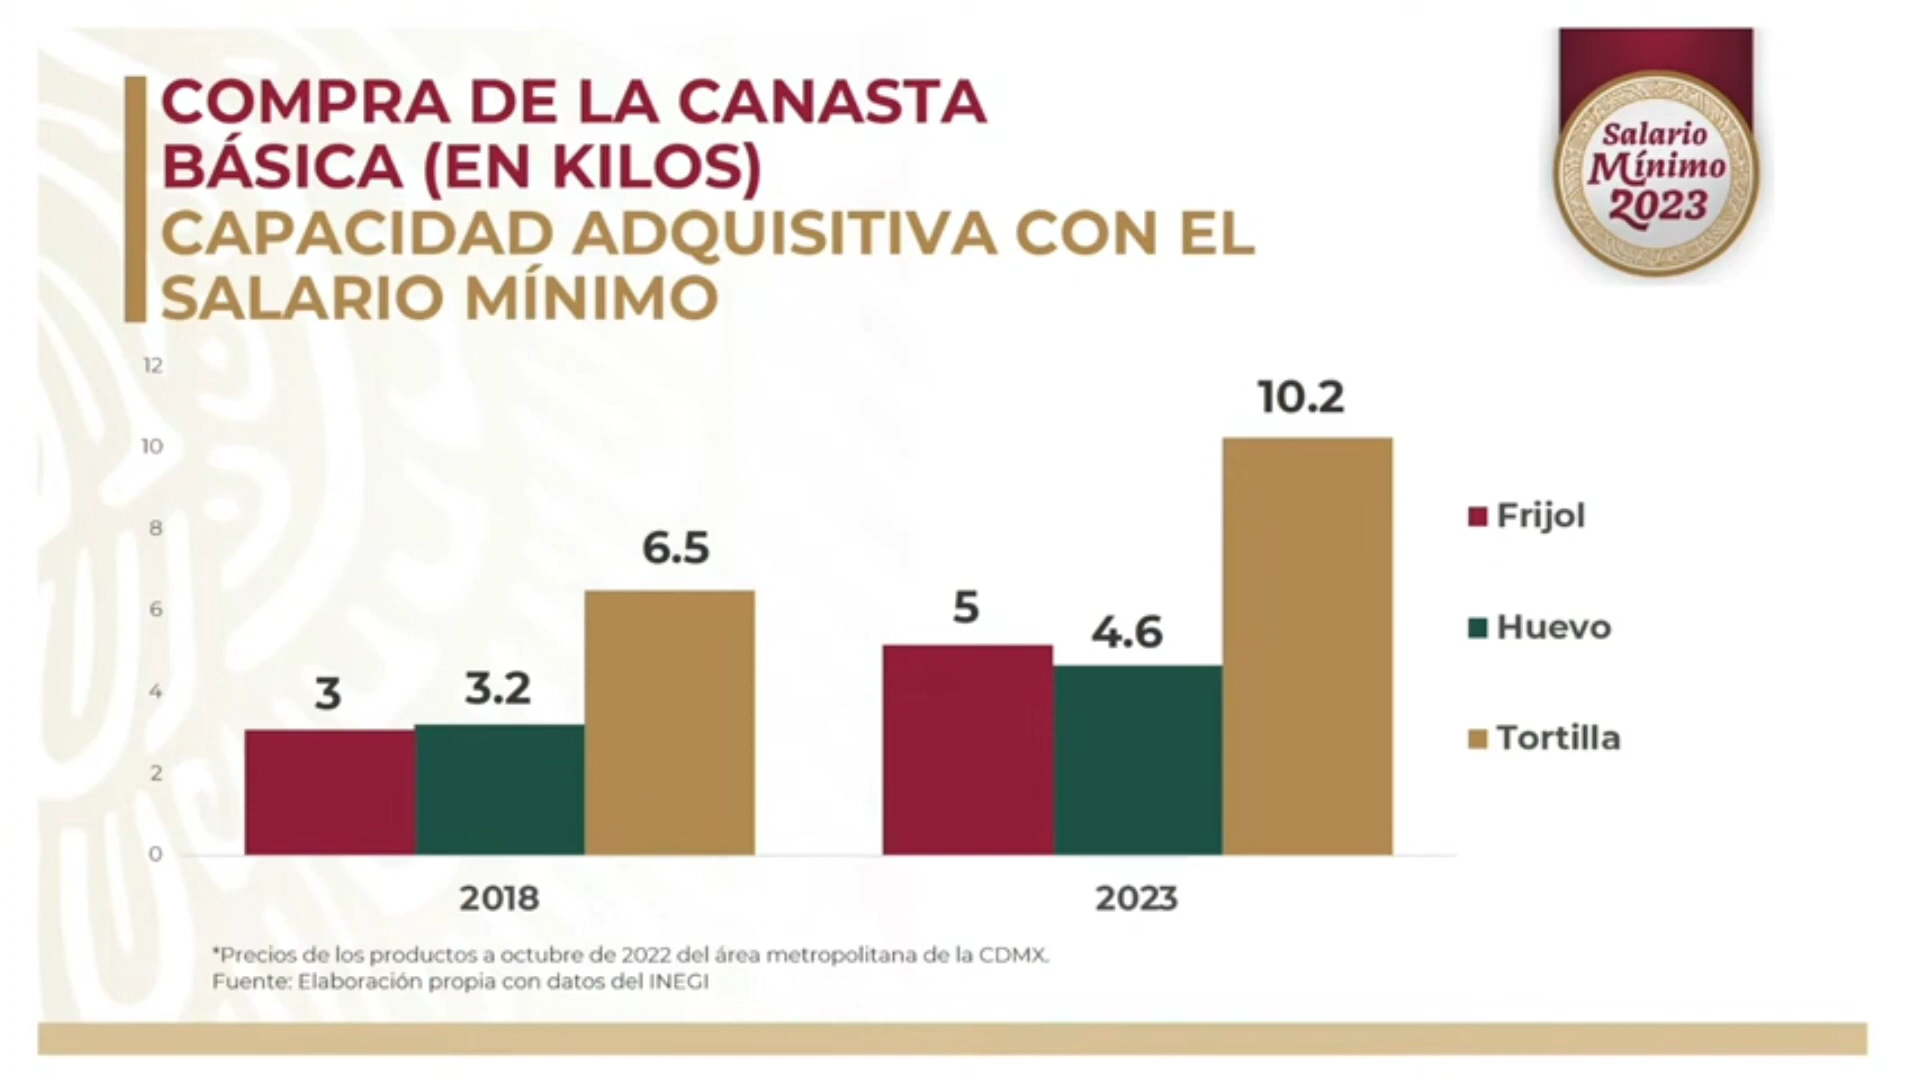 COMPRA DE LA CANASTA
BÁSICA (EN KILOS)
CAPACIDAD ADQUISITIVA CON EL
SALARIO MÍNIMO
Salario
Mínimo
2023
12
10
8
6
4
2
0
3
3.2
6.5
5
4.6
10.2
Frijol
Huevo
Tortilla
2018
2023
*Precios de los productos a octubre de 2022 del área metropolitana de la CDMX.
Fuente: Elaboración propia con datos del INEGI